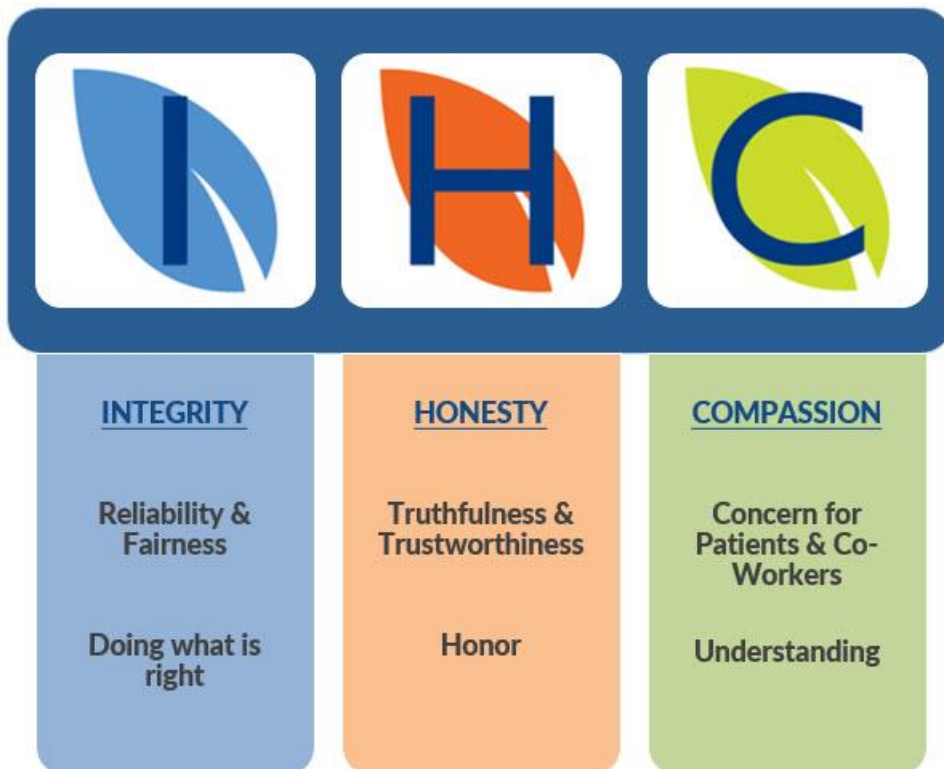 I
H
C
INTEGRITY
Reliability &
Fairness
Doing what is
right
HONESTY
Truthfulness &
Trustworthiness
Honor
COMPASSION
Concern for
Patients & Co-
Workers
Understanding